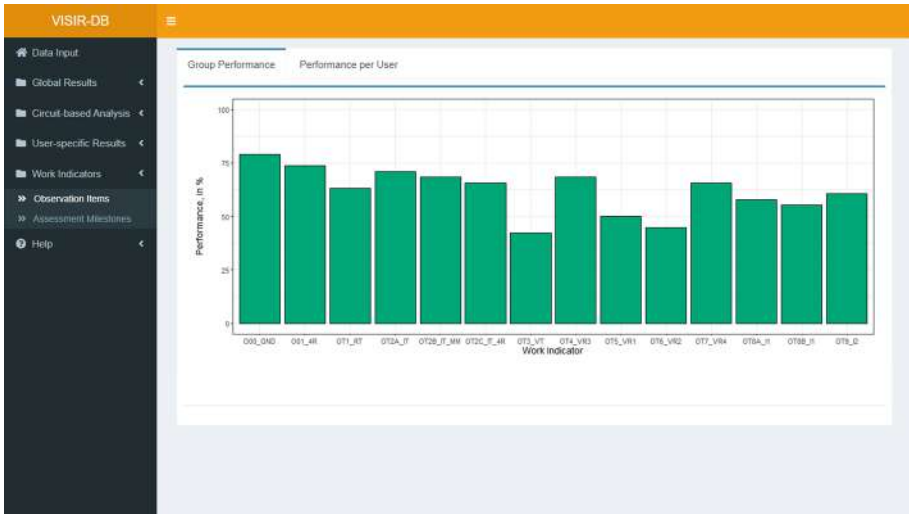 VISIR-DB
Data Input
Global Results
Circuit-based Analysis
User-specific Results
Work Indicators
Observation Items
Assessment Milestones
Help
Group Performance Performance per User
Performance, in %
100
75
50
25
0
O00_GND O01_4R OT1_RT OT2A_IT OT2B_IT_MM OT2C_IT_4R OT3_VT OT4_VR3 OT5_VR1 OT6_VR2 OT7_VR4 OT8A_I1 OT8B_I1 OT9_I2
Work Indicator